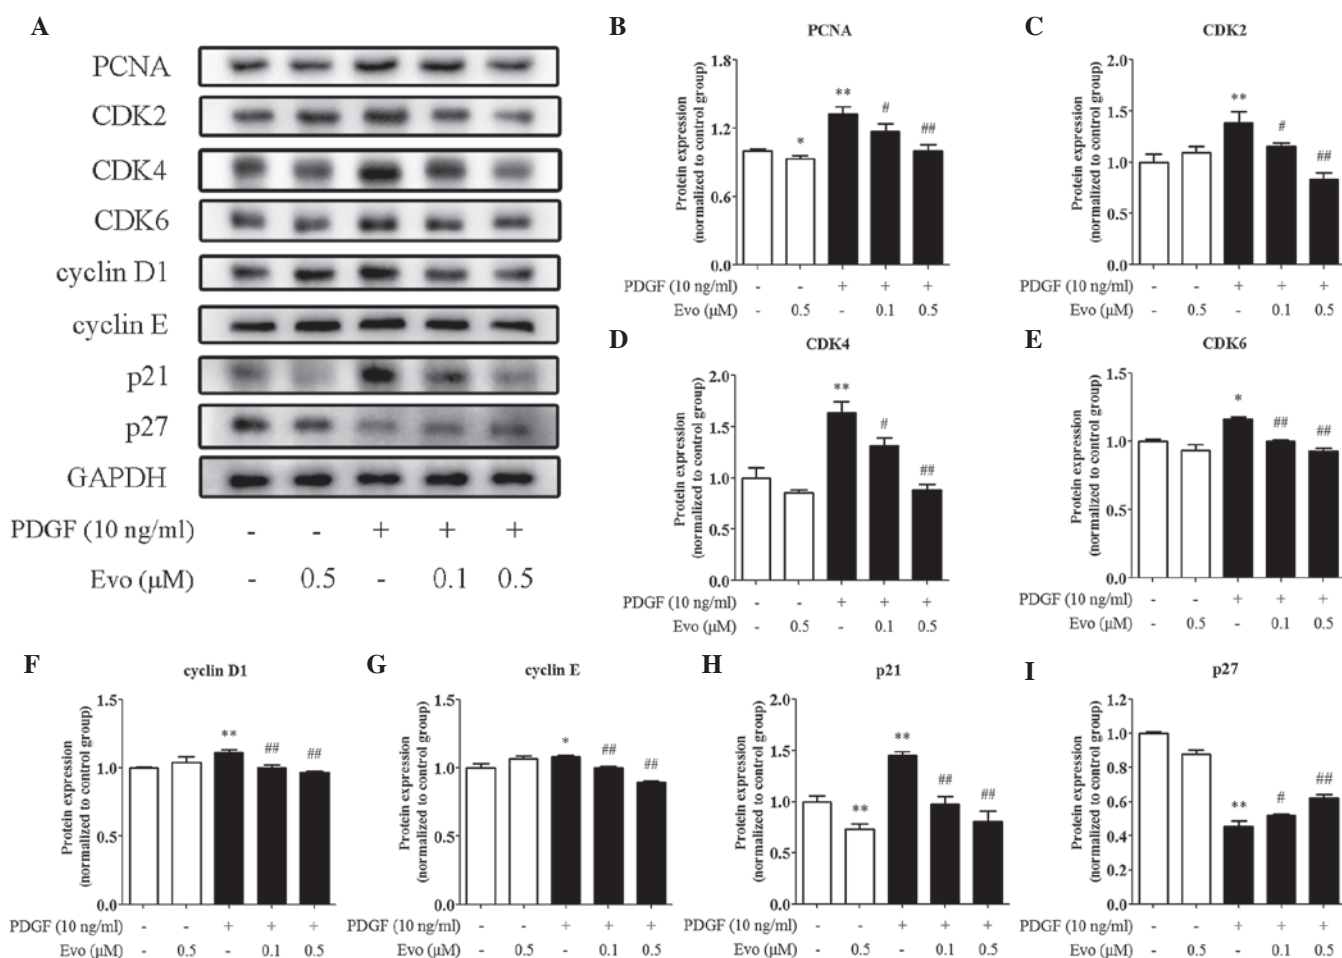 A
PCNA
CDK2
CDK4
CDK6
cyclin D1
cyclin E
p21
p27
GAPDH
PDGF (10 ng/ml) - - + + +
Evo (μM) - 0.5 - 0.1 0.5
B
PCNA
Protein expression
(normalized to control group)
1.8
1.2
0.6
0.0
* ** # ##
PDGF (10 ng/ml) - - + + +
Evo (μM) - 0.5 - 0.1 0.5
C
CDK2
Protein expression
(normalized to control group)
2.0
1.5
1.0
0.5
0.0
** # ##
PDGF (10 ng/ml) - - + + +
Evo (μM) - 0.5 - 0.1 0.5
D
CDK4
Protein expression
(normalized to control group)
2.0
1.5
1.0
0.5
0.0
** # ##
PDGF (10 ng/ml) - - + + +
Evo (μM) - 0.5 - 0.1 0.5
E
CDK6
Protein expression
(normalized to control group)
1.5
1.0
0.5
0.0
* ## ##
PDGF (10 ng/ml) - - + + +
Evo (μM) - 0.5 - 0.1 0.5
F
cyclin D1
Protein expression
(normalized to control group)
1.5
1.0
0.5
0.0
** ## ##
PDGF (10 ng/ml) - - + + +
Evo (μM) - 0.5 - 0.1 0.5
G
cyclin E
Protein expression
(normalized to control group)
1.5
1.0
0.5
0.0
* ## ##
PDGF (10 ng/ml) - - + + +
Evo (μM) - 0.5 - 0.1 0.5
H
p21
Protein expression
(normalized to control group)
2.0
1.5
1.0
0.5
0.0
** ** ## ##
PDGF (10 ng/ml) - - + + +
Evo (μM) - 0.5 - 0.1 0.5
I
p27
Protein expression
(normalized to control group)
1.2
1.0
0.8
0.6
0.4
0.2
0.0
** # ##
PDGF (10 ng/ml) - - + + +
Evo (μM) - 0.5 - 0.1 0.5